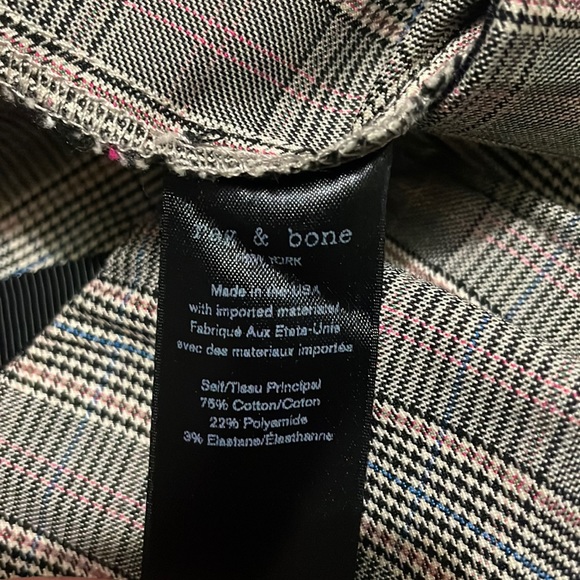 rag & bone
NEW YORK
Made in the USA
with imported materials/
Fabriqué Aux Etats-Unis
avec des materiaux importés
Self/Tissu Principal
75% Cotton/Coton
22% Polyamide
3% Elastane/Élasthanne